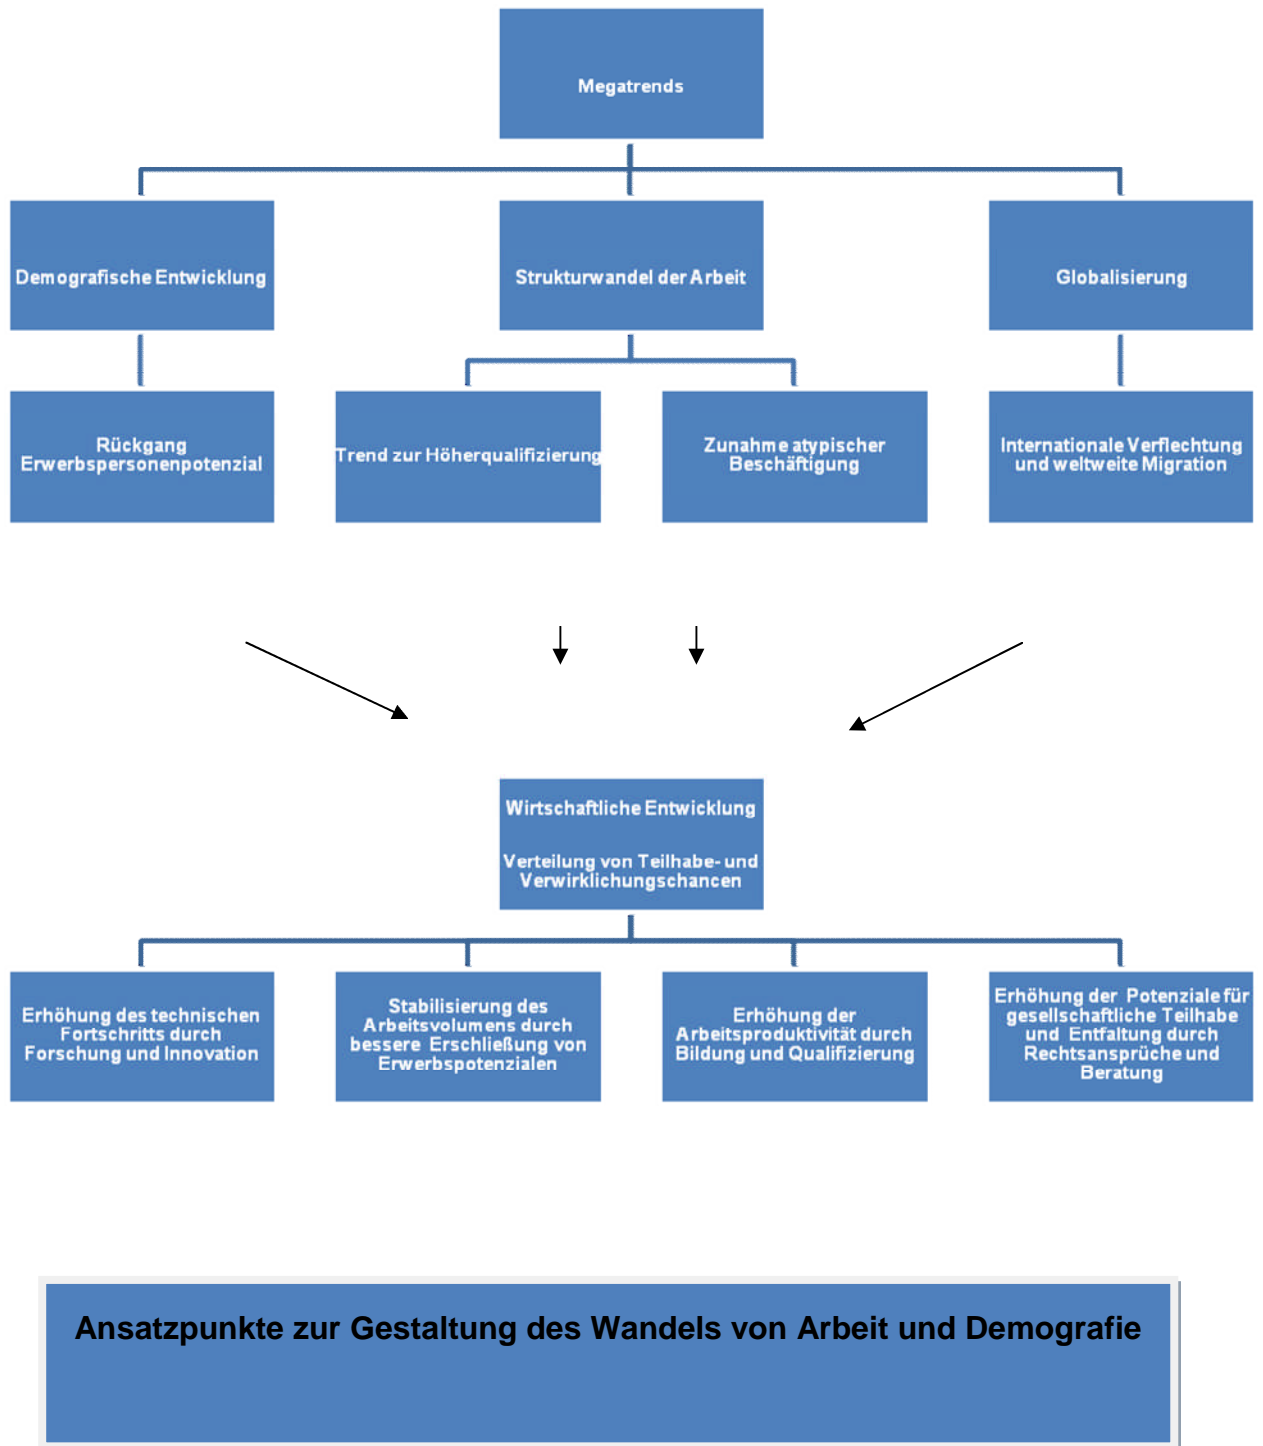 Megatrends
Demografische Entwicklung
Strukturwandel der Arbeit
Globalisierung
Rückgang
Erwerbspersonenpotenzial
Trend zur Höherqualifizierung
Zunahme atypischer
Beschäftigung
Internationale Verflechtung
und weltweite Migration
Wirtschaftliche Entwicklung
Verteilung von Teilhabe- und
Verwirklichungschancen
Erhöhung des technischen
Fortschritts durch
Forschung und Innovation
Stabilisierung des
Arbeitsvolumens durch
bessere Erschließung von
Erwerbspotenzialen
Erhöhung der
Arbeitsproduktivität durch
Bildung und Qualifizierung
Erhöhung der Potenziale für
gesellschaftliche Teilhabe
und Entfaltung durch
Rechtsansprüche und
Beratung
Ansatzpunkte zur Gestaltung des Wandels von Arbeit und Demografie